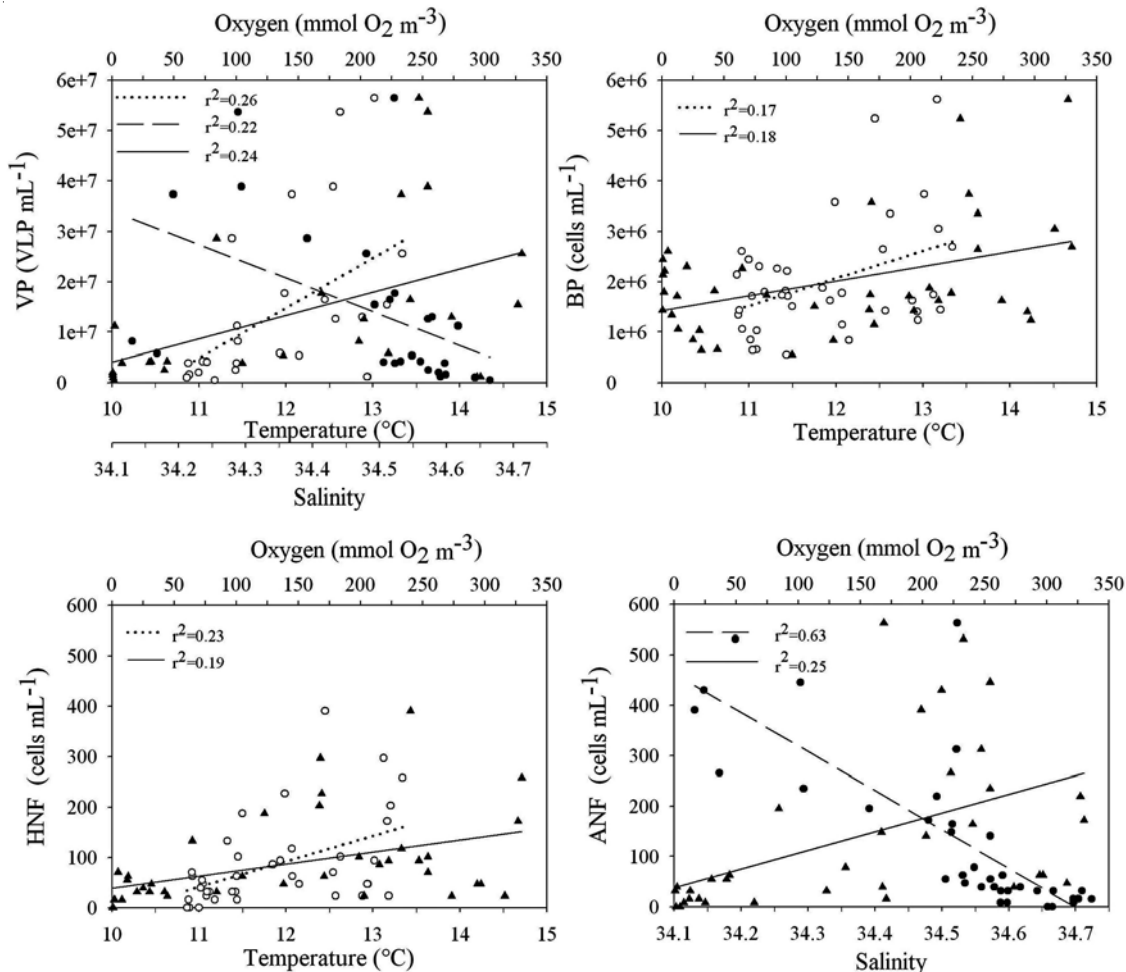 Oxygen (mmol O2 m-3)
0 50 100 150 200 250 300 350
6e+7
5e+7
4e+7
3e+7
2e+7
1e+7
0
VP (VLP mL-1)
r2=0.26
r2=0.22
r2=0.24
10 11 12 13 14 15
Temperature (°C)
34.1 34.2 34.3 34.4 34.5 34.6 34.7
Salinity
Oxygen (mmol O2 m-3)
0 50 100 150 200 250 300 350
6e+6
5e+6
4e+6
3e+6
2e+6
1e+6
0
BP (cells mL-1)
r2=0.17
r2=0.18
10 11 12 13 14 15
Temperature (°C)
Oxygen (mmol O2 m-3)
0 50 100 150 200 250 300 350
600
500
400
300
200
100
0
HNF (cells mL-1)
r2=0.23
r2=0.19
10 11 12 13 14 15
Temperature (°C)
Oxygen (mmol O2 m-3)
0 50 100 150 200 250 300 350
600
500
400
300
200
100
0
ANF (cells mL-1)
r2=0.63
r2=0.25
34.1 34.2 34.3 34.4 34.5 34.6 34.7
Salinity